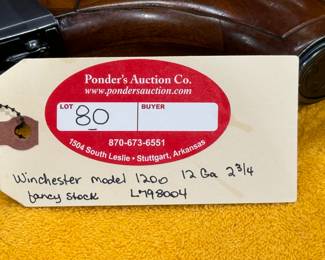 Ponder's Auction Co.
www.pondersauction.com
LOT 80 BUYER
870-673-6551
1504 South Leslie • Stuttgart, Arkansas
Winchester model 1200 12 Ga 2 3/4
fancy stock L798004